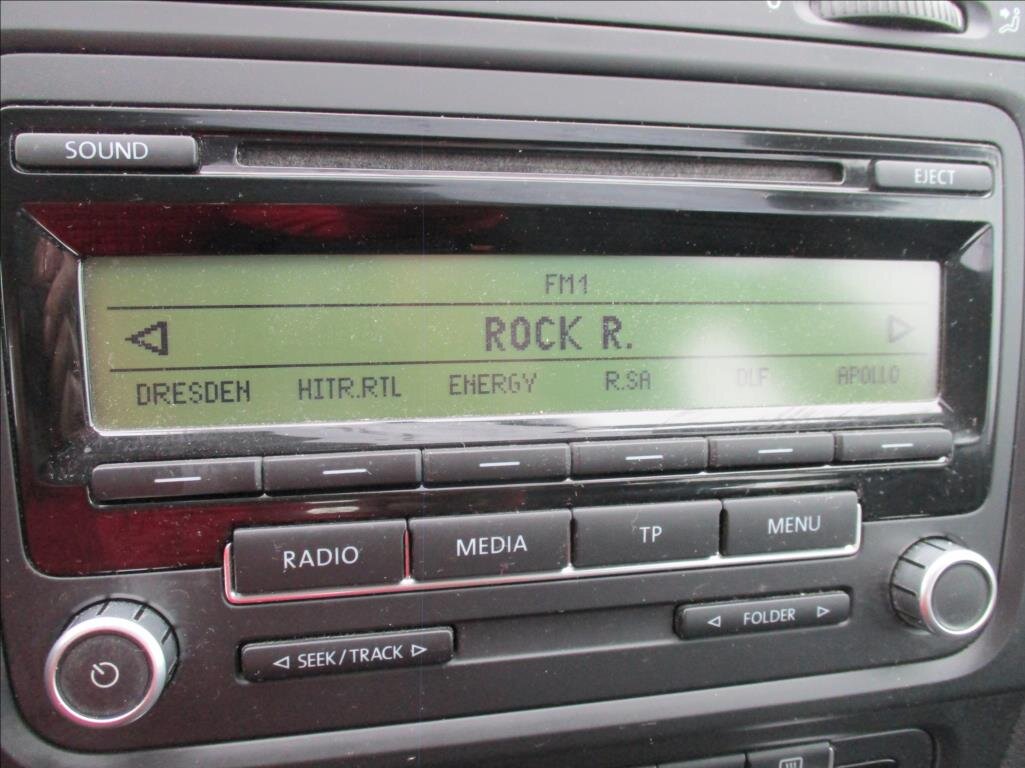 SOUND
EJECT
FM1
ROCK R.
DRESDEN HITR.RTL ENERGY R.SA DLF APOLLO
RADIO MEDIA TP MENU
FOLDER
SEEK/TRACK